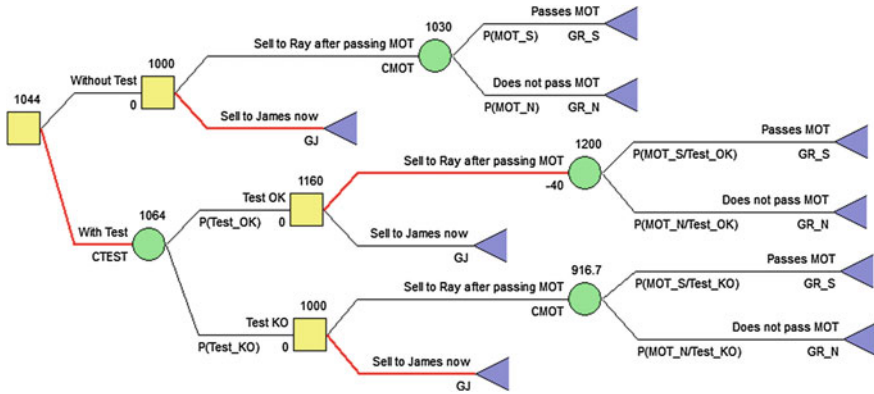 1030
Passes MOT
Sell to Ray after passing MOT
P(MOT_S) GR_S
1000
CMOT
Without Test
Does not pass MOT
0
P(MOT_N) GR_N
1044
Sell to James now
GJ
Passes MOT
1200
Sell to Ray after passing MOT
P(MOT_S/Test_OK) GR_S
1160
-40
Test OK
Does not pass MOT
P(Test_OK) 0
P(MOT_N/Test_OK) GR_N
1064
With Test
Sell to James now
CTEST
GJ
Passes MOT
916.7
Sell to Ray after passing MOT
P(MOT_S/Test_KO) GR_S
1000
CMOT
Test KO
Does not pass MOT
P(Test_KO) 0
P(MOT_N/Test_KO) GR_N
Sell to James now
GJ